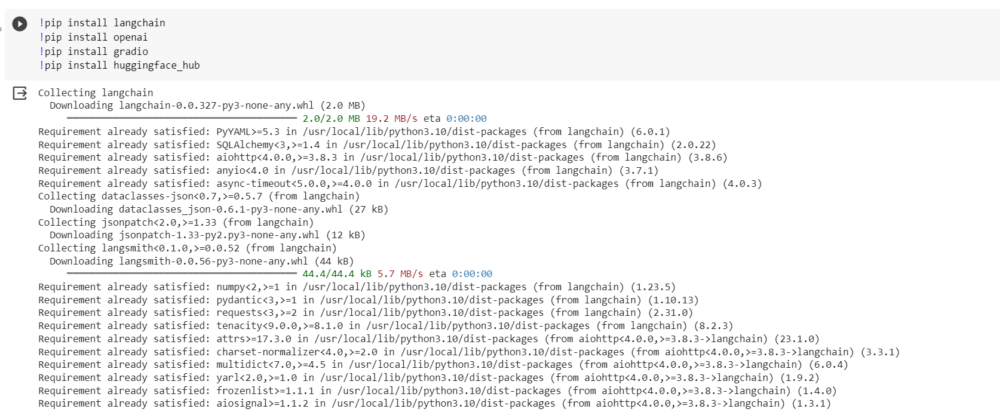 !pip install langchain
!pip install openai
!pip install gradio
!pip install huggingface_hub
Collecting langchain
Downloading langchain-0.0.327-py3-none-any.whl (2.0 MB)
2.0/2.0 MB 19.2 MB/s eta 0:00:00
Requirement already satisfied: PyYAML>=5.3 in /usr/local/lib/python3.10/dist-packages (from langchain) (6.0.1)
Requirement already satisfied: SQLAlchemy<3,>=1.4 in /usr/local/lib/python3.10/dist-packages (from langchain) (2.0.22)
Requirement already satisfied: aiohttp<4.0.0,>=3.8.3 in /usr/local/lib/python3.10/dist-packages (from langchain) (3.8.6)
Requirement already satisfied: anyio<4.0 in /usr/local/lib/python3.10/dist-packages (from langchain) (3.7.1)
Requirement already satisfied: async-timeout<5.0.0,>=4.0.0 in /usr/local/lib/python3.10/dist-packages (from langchain) (4.0.3)
Collecting dataclasses-json<0.7,>=0.5.7 (from langchain)
Downloading dataclasses_json-0.6.1-py3-none-any.whl (27 kB)
Collecting jsonpatch<2.0,>=1.33 (from langchain)
Downloading jsonpatch-1.33-py2.py3-none-any.whl (12 kB)
Collecting langsmith<0.1.0,>=0.0.52 (from langchain)
Downloading langsmith-0.0.56-py3-none-any.whl (44 kB)
44.4/44.4 kB 5.7 MB/s eta 0:00:00
Requirement already satisfied: numpy<2,>=1 in /usr/local/lib/python3.10/dist-packages (from langchain) (1.23.5)
Requirement already satisfied: pydantic<3,>=1 in /usr/local/lib/python3.10/dist-packages (from langchain) (1.10.13)
Requirement already satisfied: requests<3,>=2 in /usr/local/lib/python3.10/dist-packages (from langchain) (2.31.0)
Requirement already satisfied: tenacity<9.0.0,>=8.1.0 in /usr/local/lib/python3.10/dist-packages (from langchain) (8.2.3)
Requirement already satisfied: attrs>=17.3.0 in /usr/local/lib/python3.10/dist-packages (from aiohttp<4.0.0,>=3.8.3->langchain) (23.1.0)
Requirement already satisfied: charset-normalizer<4.0,>=2.0 in /usr/local/lib/python3.10/dist-packages (from aiohttp<4.0.0,>=3.8.3->langchain) (3.3.1)
Requirement already satisfied: multidict<7.0,>=4.5 in /usr/local/lib/python3.10/dist-packages (from aiohttp<4.0.0,>=3.8.3->langchain) (6.0.4)
Requirement already satisfied: yarl<2.0,>=1.0 in /usr/local/lib/python3.10/dist-packages (from aiohttp<4.0.0,>=3.8.3->langchain) (1.9.2)
Requirement already satisfied: frozenlist>=1.1.1 in /usr/local/lib/python3.10/dist-packages (from aiohttp<4.0.0,>=3.8.3->langchain) (1.4.0)
Requirement already satisfied: aiosignal>=1.1.2 in /usr/local/lib/python3.10/dist-packages (from aiohttp<4.0.0,>=3.8.3->langchain) (1.3.1)